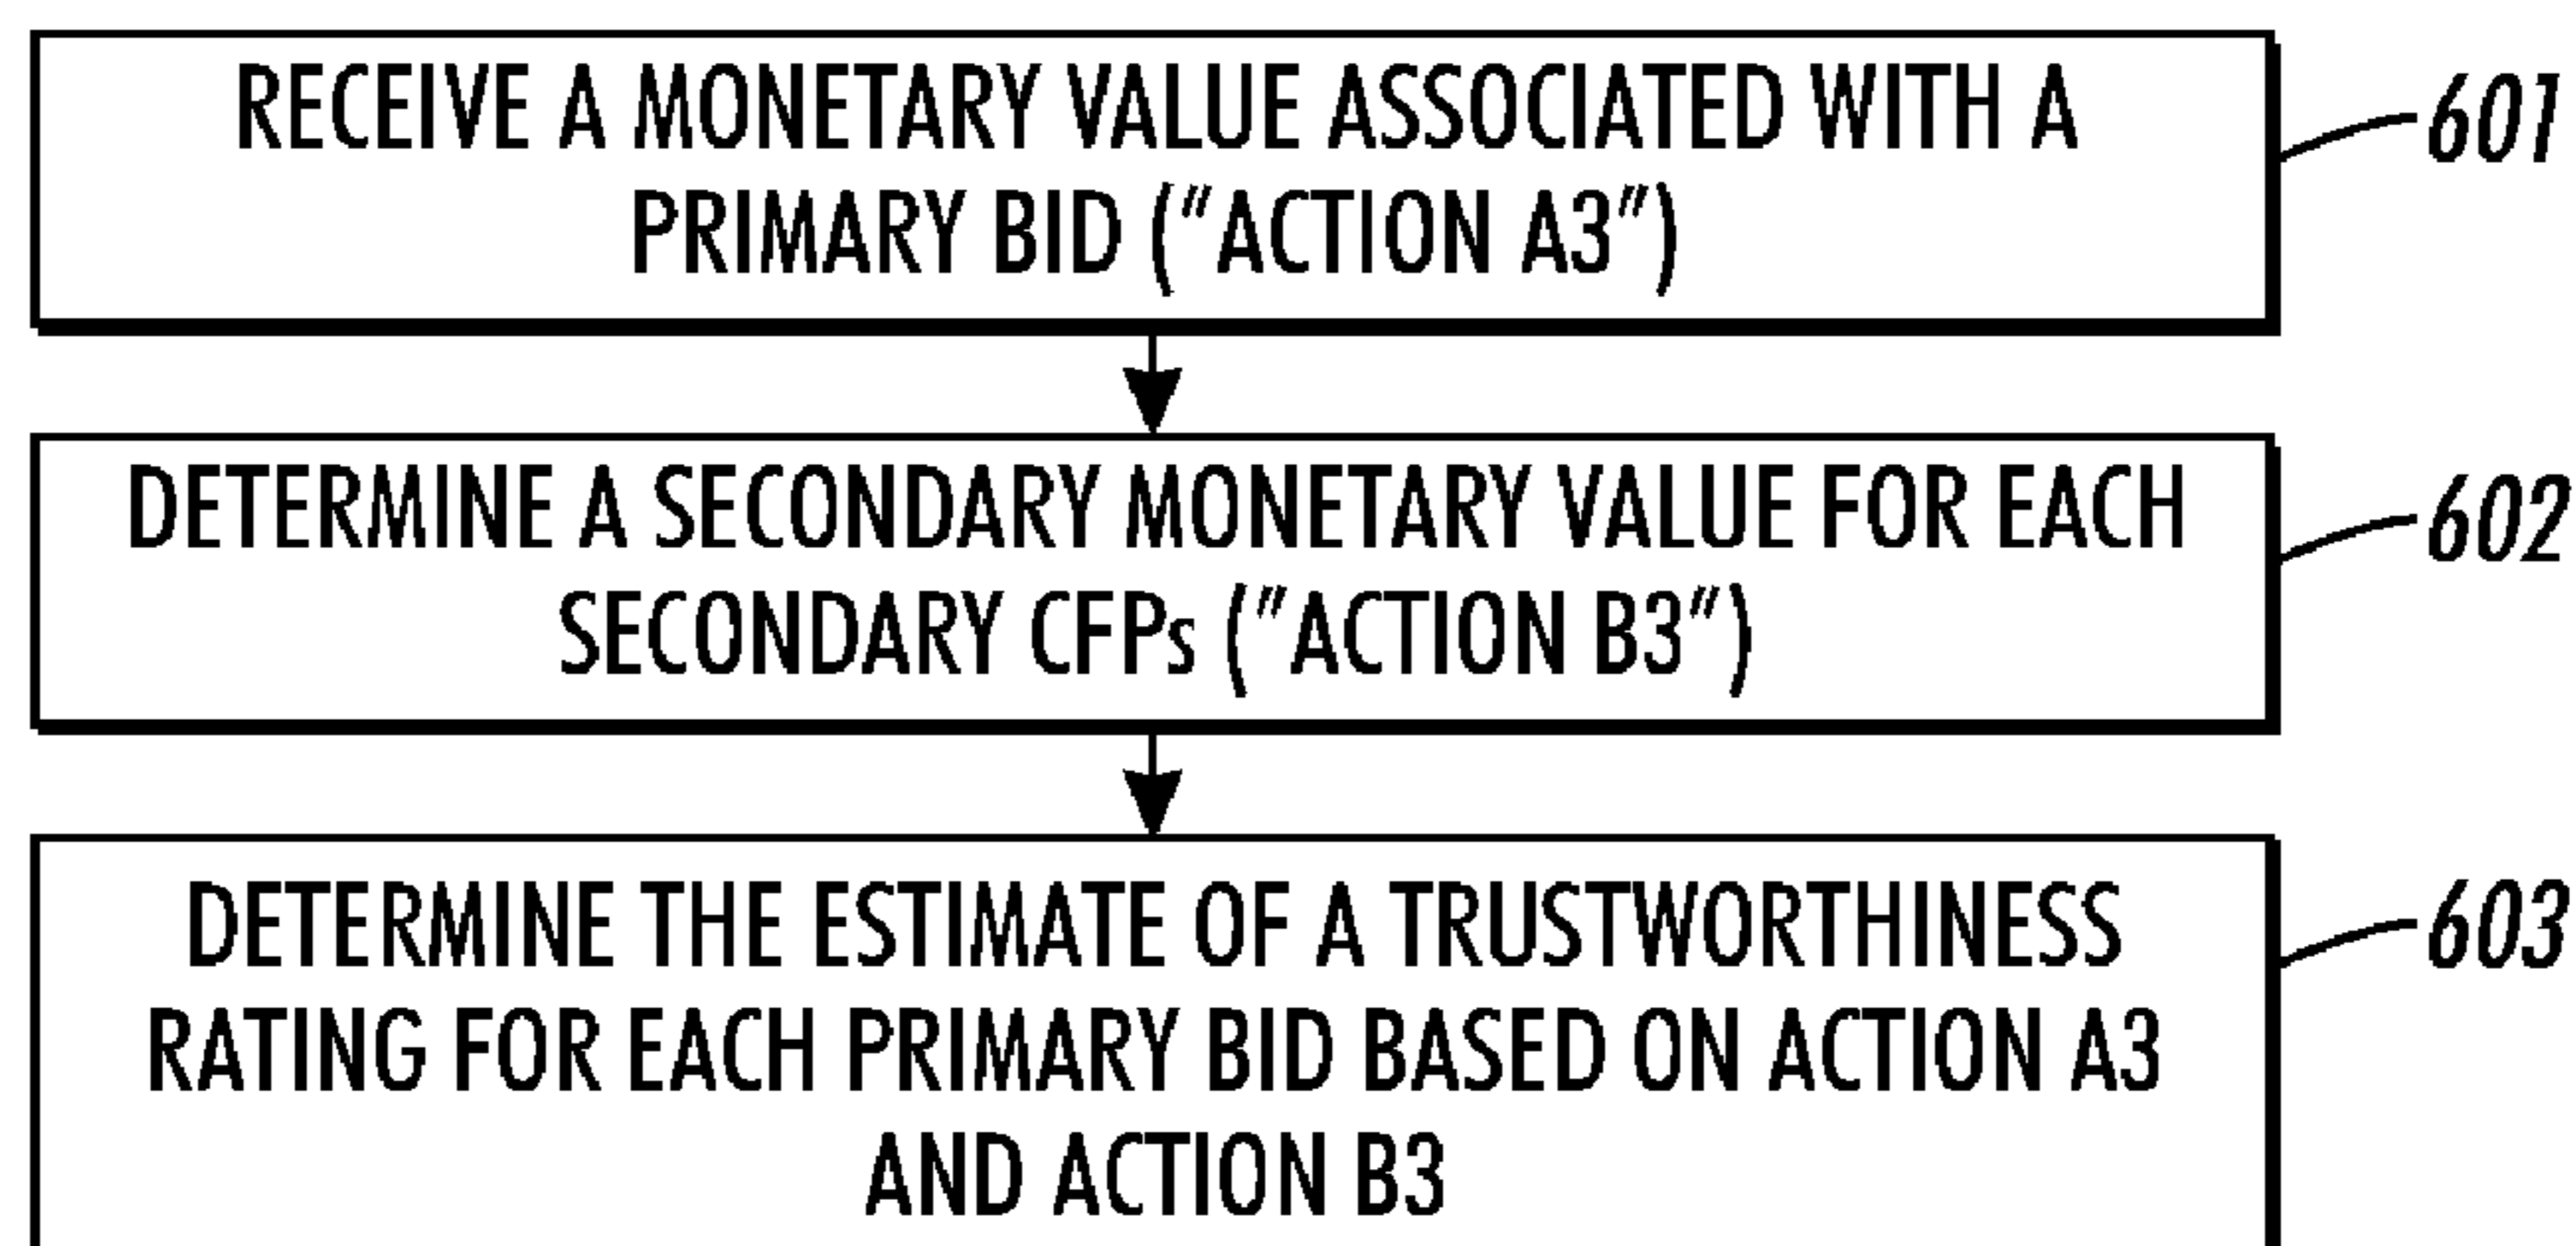 RECEIVE A MONETARY VALUE ASSOCIATED WITH A
PRIMARY BID ("ACTION A3")
601
DETERMINE A SECONDARY MONETARY VALUE FOR EACH
SECONDARY CFPs ("ACTION B3")
602
DETERMINE THE ESTIMATE OF A TRUSTWORTHINESS
RATING FOR EACH PRIMARY BID BASED ON ACTION A3
AND ACTION B3
603